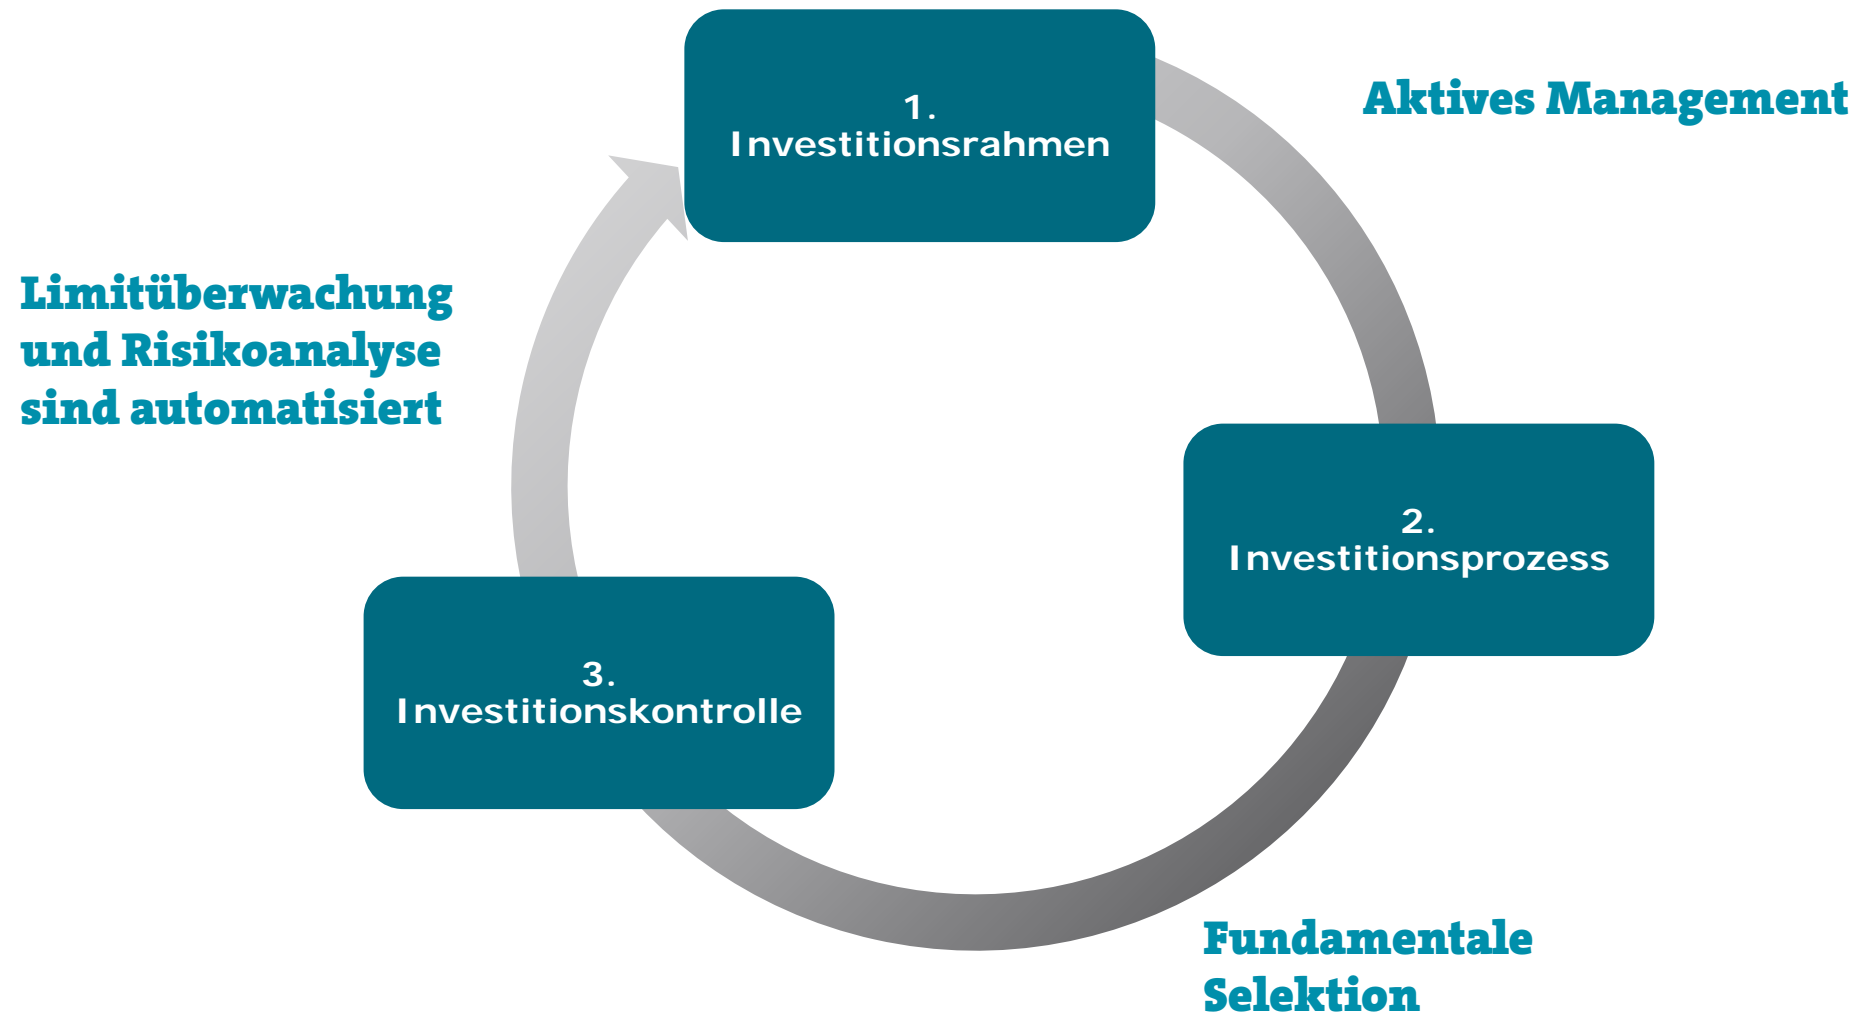 1.
Investitionsrahmen
Aktives Management
Limitüberwachung
und Risikoanalyse
sind automatisiert
2.
Investitionsprozess
3.
Investitionskontrolle
Fundamentale
Selektion